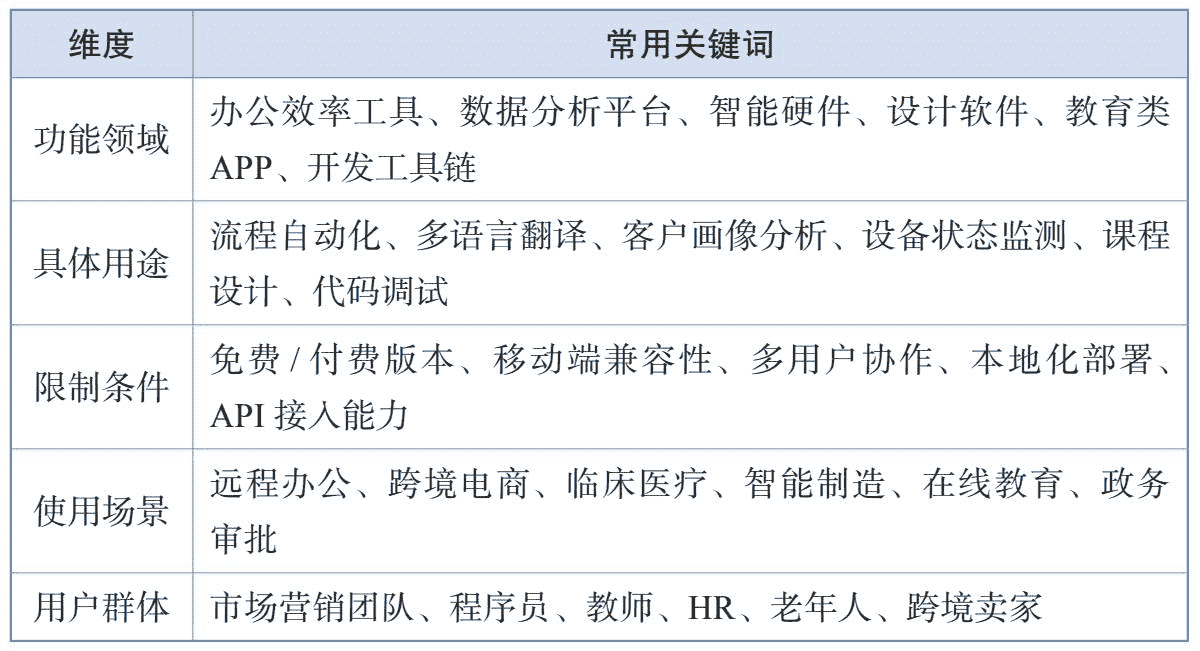 维度
常用关键词
功能领域
办公效率工具、数据分析平台、智能硬件、设计软件、教育类
APP、开发工具链
具体用途
流程自动化、多语言翻译、客户画像分析、设备状态监测、课程
设计、代码调试
限制条件
免费 / 付费版本、移动端兼容性、多用户协作、本地化部署、
API 接入能力
使用场景
远程办公、跨境电商、临床医疗、智能制造、在线教育、政务
审批
用户群体
市场营销团队、程序员、教师、HR、老年人、跨境卖家